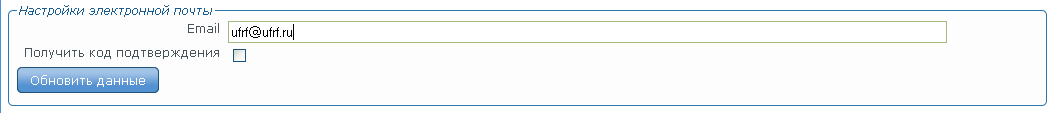 Настройки электронной почты
Email ufrf@ufrf.ru
Получить код подтверждения
Обновить данные